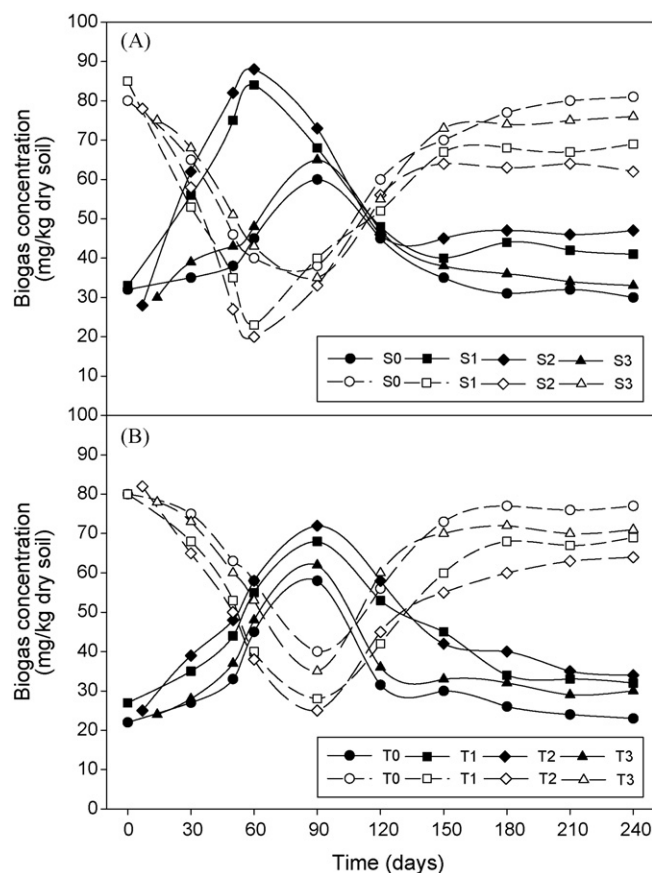 100
(A)
90
80
70
60
50
40
30
20
10
Biogas concentration
(mg/kg dry soil)
S0 S1 S2 S3
S0 S1 S2 S3
100
(B)
90
80
70
60
50
40
30
20
10
0
Biogas concentration
(mg/kg dry soil)
T0 T1 T2 T3
T0 T1 T2 T3
0 30 60 90 120 150 180 210 240
Time (days)